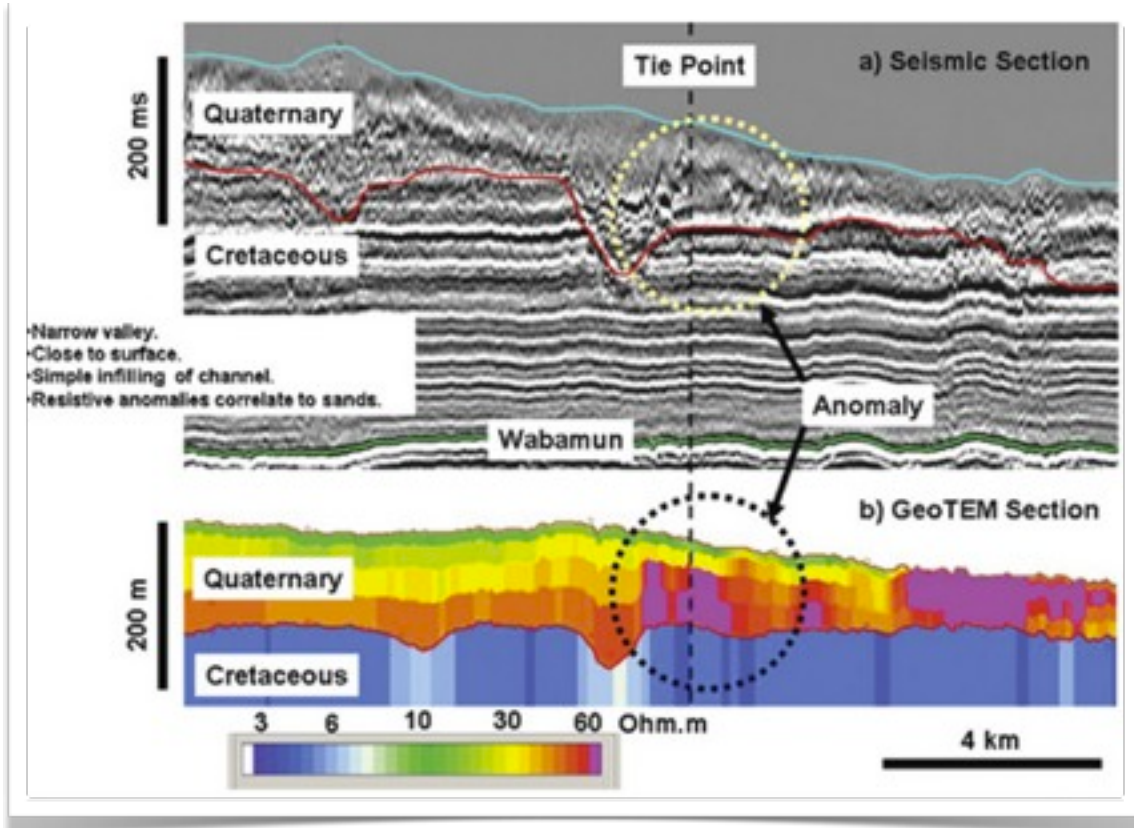 Tie Point
a) Seismic Section
Quaternary
200 ms
Cretaceous
•Narrow valley.
•Close to surface.
•Simple infilling of channel.
•Resistive anomalies correlate to sands.
Anomaly
Wabamun
b) GeoTEM Section
Quaternary
200 m
Cretaceous
3 6 10 30 60 Ohm.m
4 km